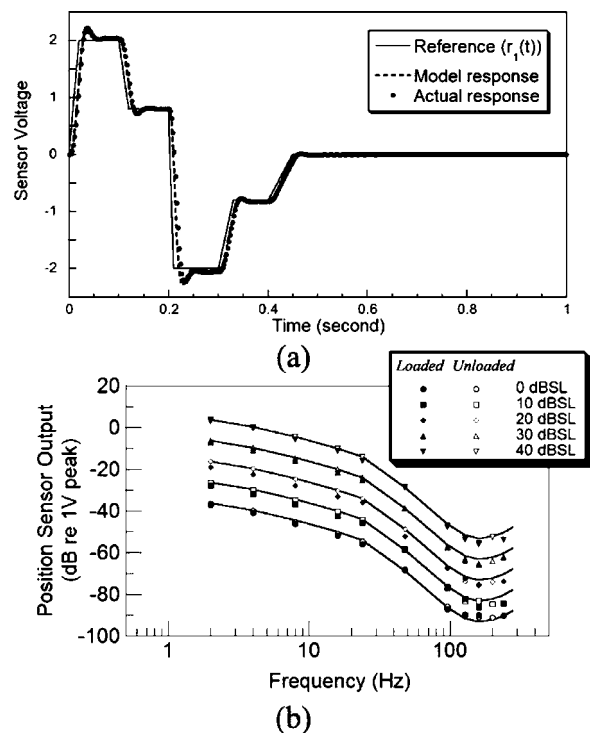 2
1
0
-1
-2
Sensor Voltage
Reference (r_1(t))
Model response
Actual response
0 0.2 0.4 0.6 0.8 1
Time (second)
(a)
Loaded Unloaded
0 dBSL
10 dBSL
20 dBSL
30 dBSL
40 dBSL
20
0
-20
-40
-60
-80
-100
Position Sensor Output
(dB re 1V peak)
1 10 100
Frequency (Hz)
(b)